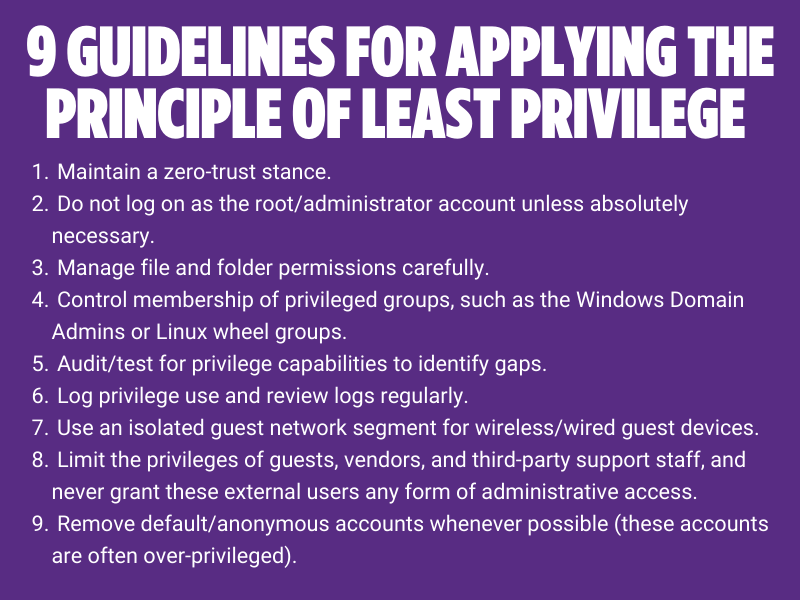 9 GUIDELINES FOR APPLYING THE
PRINCIPLE OF LEAST PRIVILEGE
1. Maintain a zero-trust stance.
2. Do not log on as the root/administrator account unless absolutely
necessary.
3. Manage file and folder permissions carefully.
4. Control membership of privileged groups, such as the Windows Domain
Admins or Linux wheel groups.
5. Audit/test for privilege capabilities to identify gaps.
6. Log privilege use and review logs regularly.
7. Use an isolated guest network segment for wireless/wired guest devices.
8. Limit the privileges of guests, vendors, and third-party support staff, and
never grant these external users any form of administrative access.
9. Remove default/anonymous accounts whenever possible (these accounts
are often over-privileged).